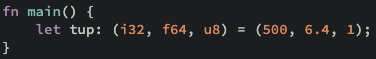 fn main() {
    let tup: (i32, f64, u8) = (500, 6.4, 1);
}